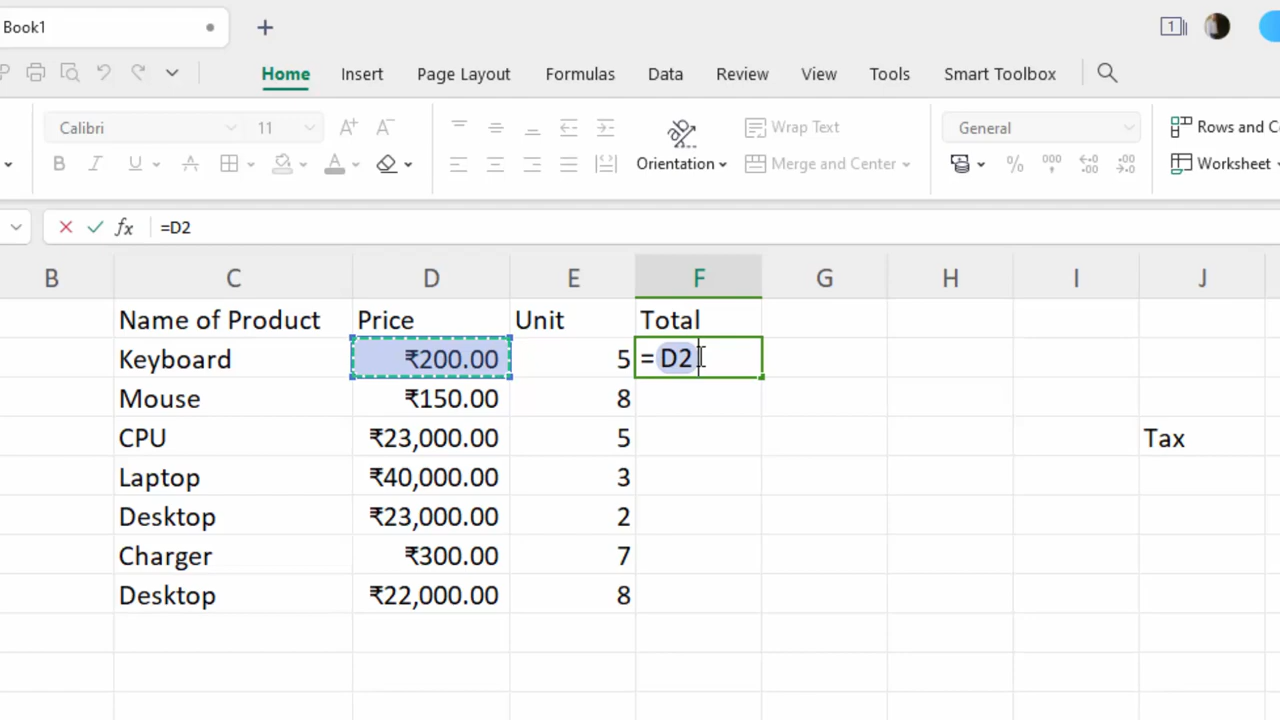 Book1
1
Home Insert Page Layout Formulas Data Review View Tools Smart Toolbox
Calibri 11 A+ A- Wrap Text General Rows and C
B I U A A Orientation Merge and Center % 000 Worksheet
fx =D2
B C D E F G H I J
Name of Product Price Unit Total
Keyboard ₹200.00 5 =D2
Mouse ₹150.00 8
CPU ₹23,000.00 5 Tax
Laptop ₹40,000.00 3
Desktop ₹23,000.00 2
Charger ₹300.00 7
Desktop ₹22,000.00 8